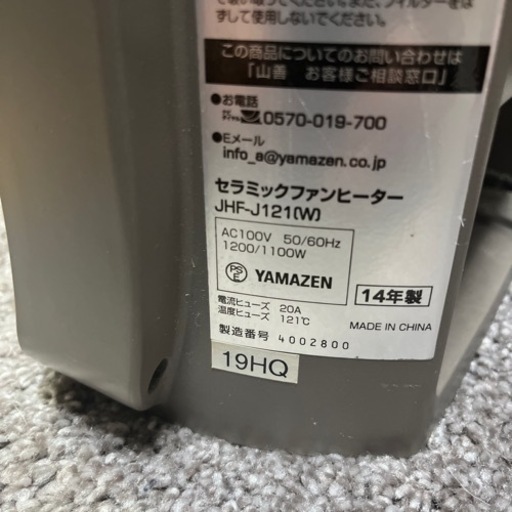 ずして使用しないでください。
この商品についてのお問い合わせは
「山善 お客様ご相談窓口」
●お電話
0570-019-700
●Eメール
info_a@yamazen.co.jp
セラミックファンヒーター
JHF-J121(W)
AC100V 50/60Hz
1200/1100W
PSE YAMAZEN
電流ヒューズ 20A
温度ヒューズ 121℃
14年製
MADE IN CHINA
製造番号 4002800
19HQ